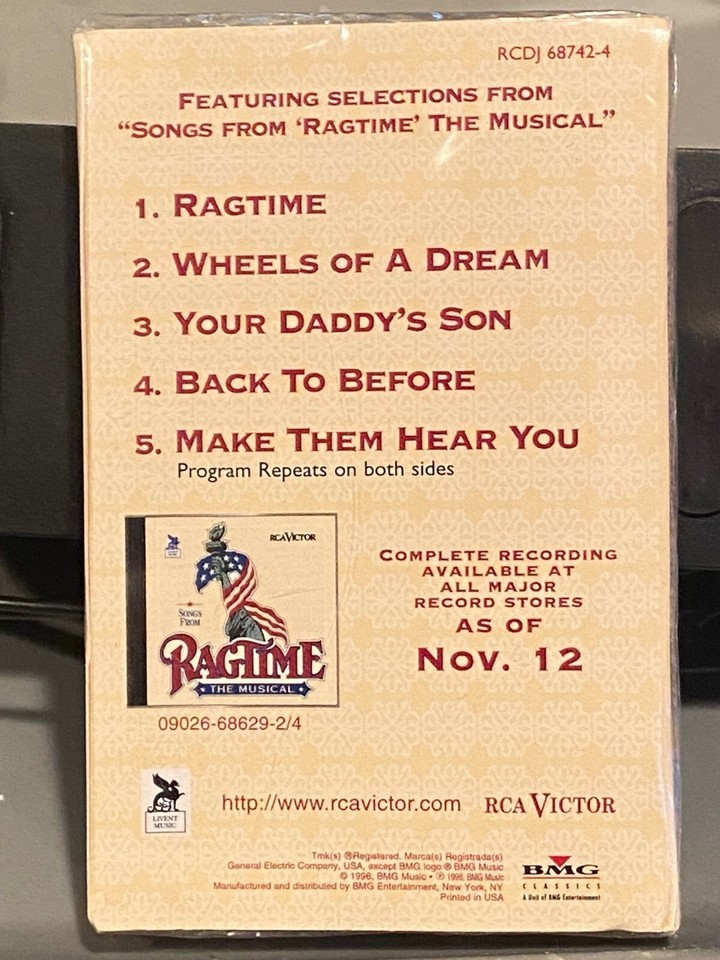 RCDJ 68742-4
FEATURING SELECTIONS FROM
"SONGS FROM 'RAGTIME' THE MUSICAL"
1. RAGTIME
2. WHEELS OF A DREAM
3. YOUR DADDY'S SON
4. BACK TO BEFORE
5. MAKE THEM HEAR YOU
Program Repeats on both sides
LIVENT
MUSIC
RCA VICTOR
SONGS
FROM
RAGTIME
THE MUSICAL
09026-68629-2/4
COMPLETE RECORDING
AVAILABLE AT
ALL MAJOR
RECORD STORES
AS OF
NOV. 12
LIVENT
MUSIC
http://www.rcavictor.com
RCA VICTOR
Tmk(s) ®Registered. Marca(s) Registrada(s)
General Electric Company, USA, except BMG logo ® BMG Music
© 1996, BMG Music • ℗ 1996, BMG Music
Manufactured and distributed by BMG Entertainment, New York, NY
Printed in USA
BMG
CLASSICS
A Unit of BMG Entertainment